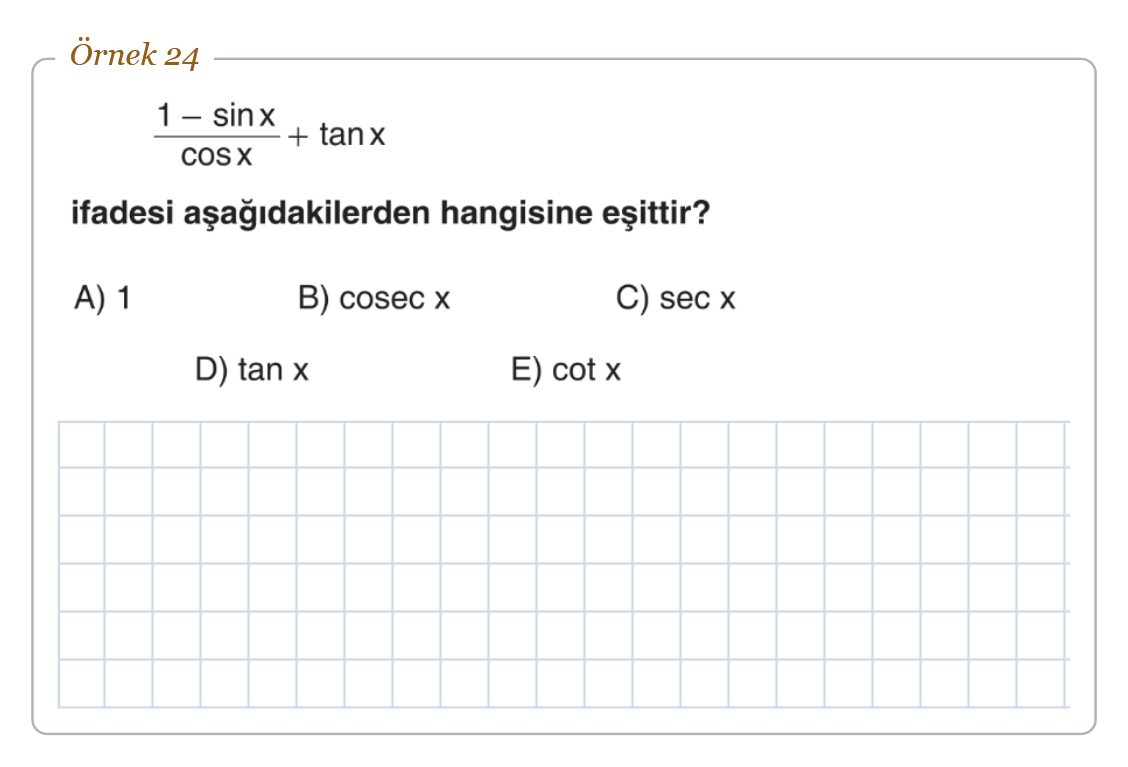 Örnek 24
1 – sin x
cos x
+ tan x
ifadesi aşağıdakilerden hangisine eşittir?
A) 1 B) cosec x C) sec x
D) tan x E) cot x